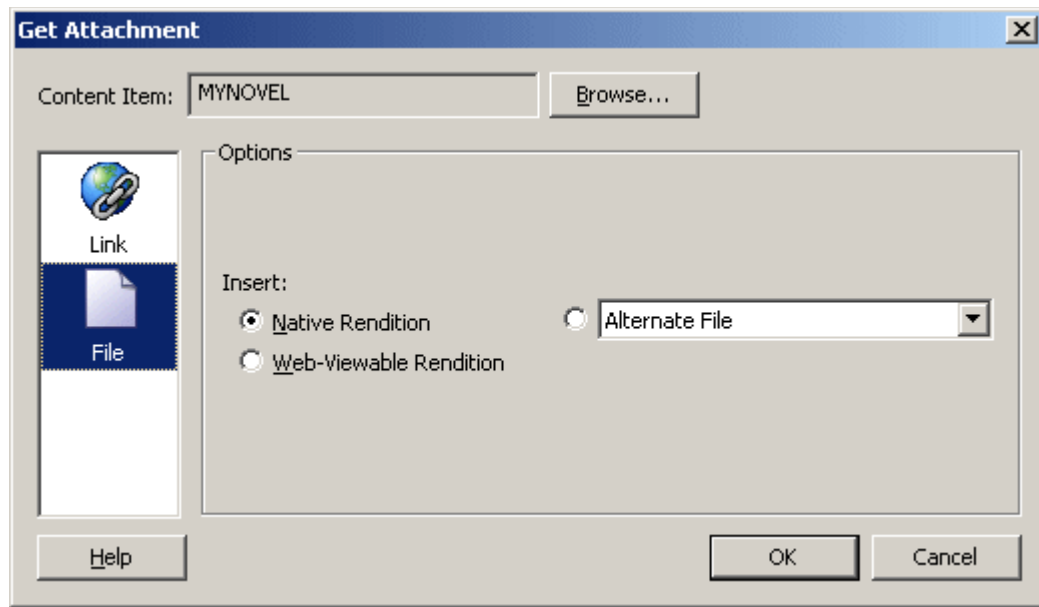 Get Attachment
Content Item: MYNOVEL Browse...
Link
File
Options
Insert:
Native Rendition Alternate File
Web-Viewable Rendition
Help OK Cancel